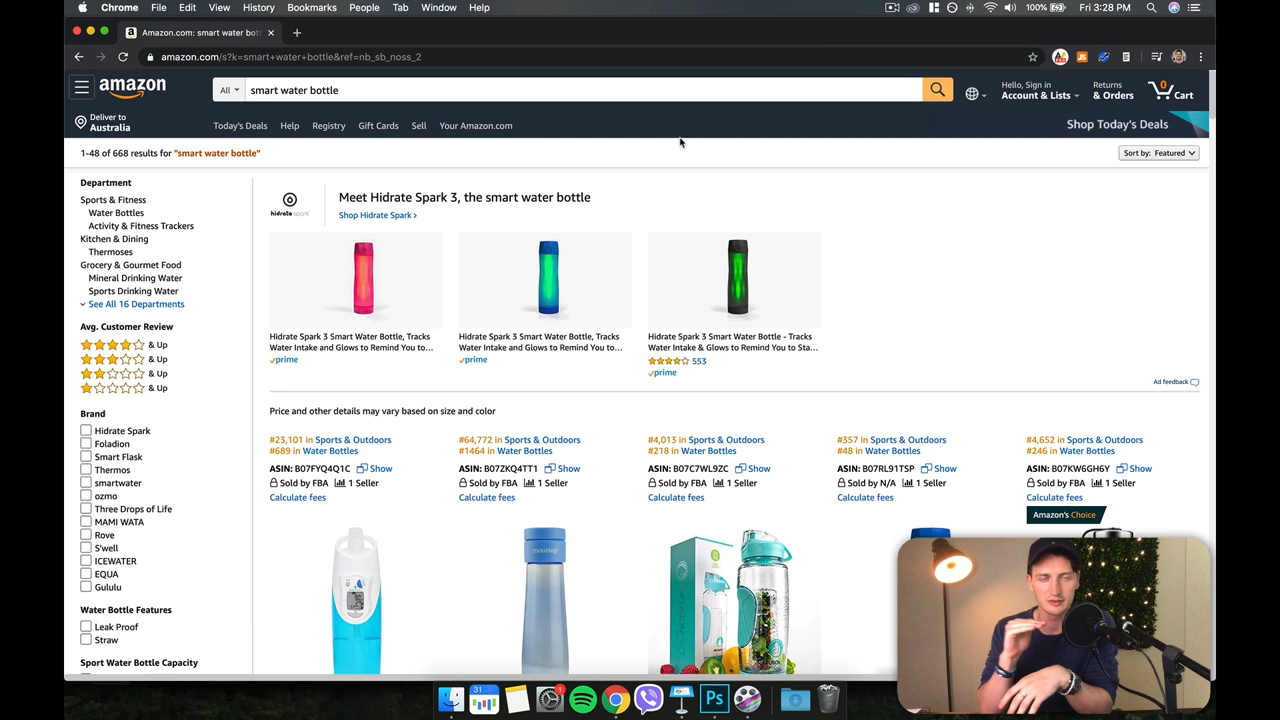 Chrome File Edit View History Bookmarks People Tab Window Help
100% Fri 3:28 PM
Amazon.com: smart water bott
amazon.com/s?k=smart+water+bottle&ref=nb_sb_noss_2
amazon
All smart water bottle
Hello, Sign in
Account & Lists
Returns
& Orders
0
Cart
Deliver to
Australia
Today's Deals Help Registry Gift Cards Sell Your Amazon.com
Shop Today's Deals
1-48 of 668 results for "smart water bottle"
Sort by: Featured
Department
Sports & Fitness
Water Bottles
Activity & Fitness Trackers
Kitchen & Dining
Thermoses
Grocery & Gourmet Food
Mineral Drinking Water
Sports Drinking Water
See All 16 Departments
Avg. Customer Review
& Up
& Up
& Up
& Up
Brand
Hidrate Spark
Foladion
Smart Flask
Thermos
smartwater
ozmo
Three Drops of Life
MAMI WATA
Rove
S'well
ICEWATER
EQUA
Gululu
Water Bottle Features
Leak Proof
Straw
Sport Water Bottle Capacity
hidratespark
Meet Hidrate Spark 3, the smart water bottle
Shop Hidrate Spark ›
Hidrate Spark 3 Smart Water Bottle, Tracks
Water Intake and Glows to Remind You to...
prime
Hidrate Spark 3 Smart Water Bottle, Tracks
Water Intake and Glows to Remind You to...
prime
Hidrate Spark 3 Smart Water Bottle - Tracks
Water Intake & Glows to Remind You to Sta...
553
prime
Ad feedback
Price and other details may vary based on size and color
#23,101 in Sports & Outdoors
#689 in Water Bottles
ASIN: B07FYQ4Q1C Show
Sold by FBA 1 Seller
Calculate fees
#64,772 in Sports & Outdoors
#1464 in Water Bottles
ASIN: B07ZKQ4TT1 Show
Sold by FBA 1 Seller
Calculate fees
#4,013 in Sports & Outdoors
#218 in Water Bottles
ASIN: B07C7WL9ZC Show
Sold by FBA 1 Seller
Calculate fees
#357 in Sports & Outdoors
#48 in Water Bottles
ASIN: B07RL91TSP Show
Sold by N/A 1 Seller
Calculate fees
#4,652 in Sports & Outdoors
#246 in Water Bottles
ASIN: B07KW6GH6Y Show
Sold by FBA 1 Seller
Calculate fees
Amazon's Choice
31
Ps